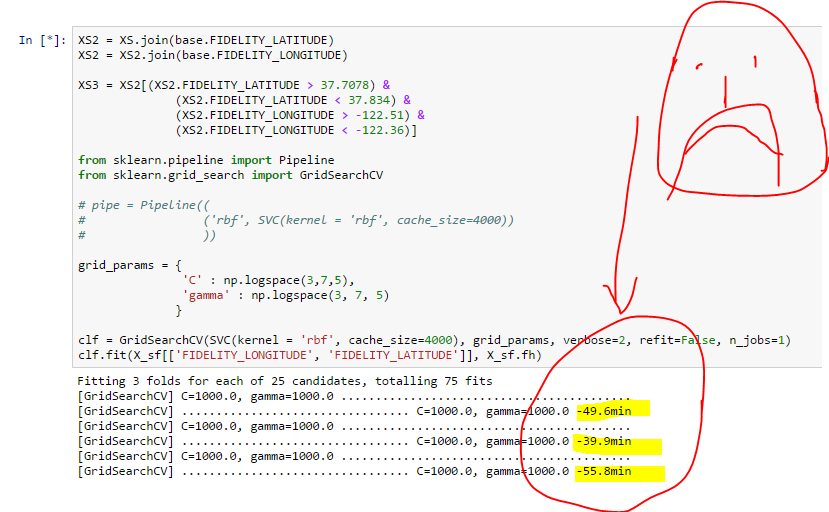 In [*]: XS2 = XS.join(base.FIDELITY_LATITUDE)
XS2 = XS2.join(base.FIDELITY_LONGITUDE)
XS3 = XS2[(XS2.FIDELITY_LATITUDE > 37.7078) &
(XS2.FIDELITY_LATITUDE < 37.834) &
(XS2.FIDELITY_LONGITUDE > -122.51) &
(XS2.FIDELITY_LONGITUDE < -122.36)]
from sklearn.pipeline import Pipeline
from sklearn.grid_search import GridSearchCV
# pipe = Pipeline((
# ('rbf', SVC(kernel = 'rbf', cache_size=4000))
# ))
grid_params = {
'C' : np.logspace(3,7,5),
'gamma' : np.logspace(3, 7, 5)
}
clf = GridSearchCV(SVC(kernel = 'rbf', cache_size=4000), grid_params, verbose=2, refit=False, n_jobs=1)
clf.fit(X_sf[['FIDELITY_LONGITUDE', 'FIDELITY_LATITUDE']], X_sf.fh)
Fitting 3 folds for each of 25 candidates, totalling 75 fits
[GridSearchCV] C=1000.0, gamma=1000.0 ........................................
[GridSearchCV] ................................ C=1000.0, gamma=1000.0 -49.6min
[GridSearchCV] C=1000.0, gamma=1000.0 ........................................
[GridSearchCV] ................................ C=1000.0, gamma=1000.0 -39.9min
[GridSearchCV] C=1000.0, gamma=1000.0 ........................................
[GridSearchCV] ................................ C=1000.0, gamma=1000.0 -55.8min